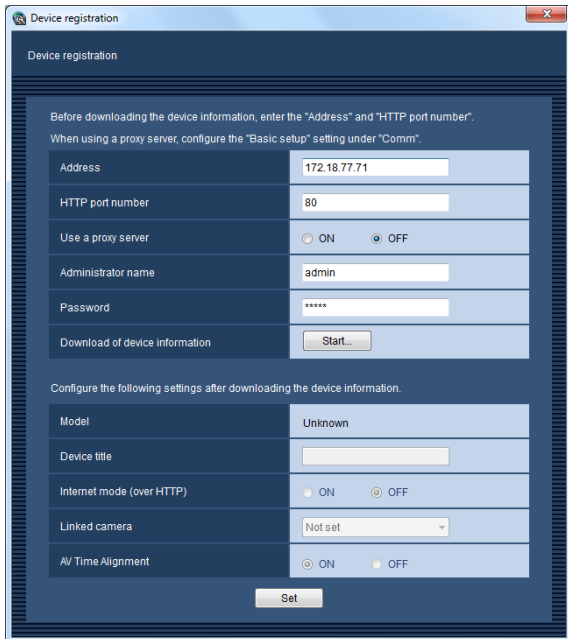 Device registration
Device registration
Before downloading the device information, enter the "Address" and "HTTP port number".
When using a proxy server, configure the "Basic setup" setting under "Comm".
Address 172.18.77.71
HTTP port number 80
Use a proxy server ON OFF
Administrator name admin
Password *****
Download of device information Start...
Configure the following settings after downloading the device information.
Model Unknown
Device title
Internet mode (over HTTP) ON OFF
Linked camera Not set
AV Time Alignment ON OFF
Set